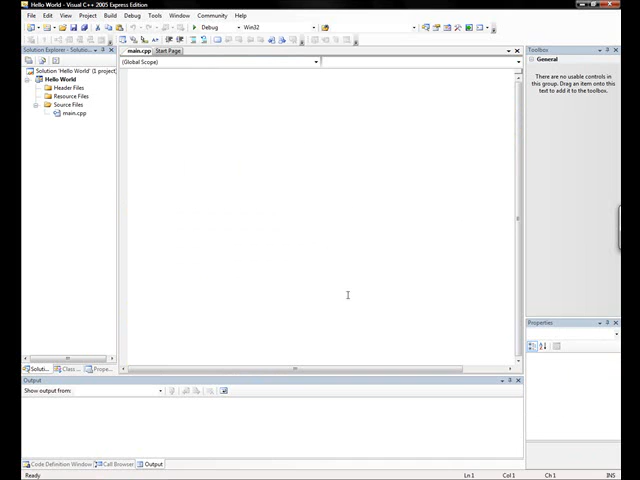 Hello World - Visual C++ 2005 Express Edition
File Edit View Project Build Debug Tools Window Community Help
Debug Win32
Solution Explorer - Solutio...
main.cpp Start Page
Toolbox
(Global Scope)
General
There are no usable controls in this group. Drag an item onto this text to add it to the toolbox.
Solution 'Hello World' (1 project)
Hello World
Header Files
Resource Files
Source Files
main.cpp
Properties
Soluti... Class ... Prope...
Output
Show output from:
Code Definition Window Call Browser Output
Ready Ln 1 Col 1 Ch 1 INS